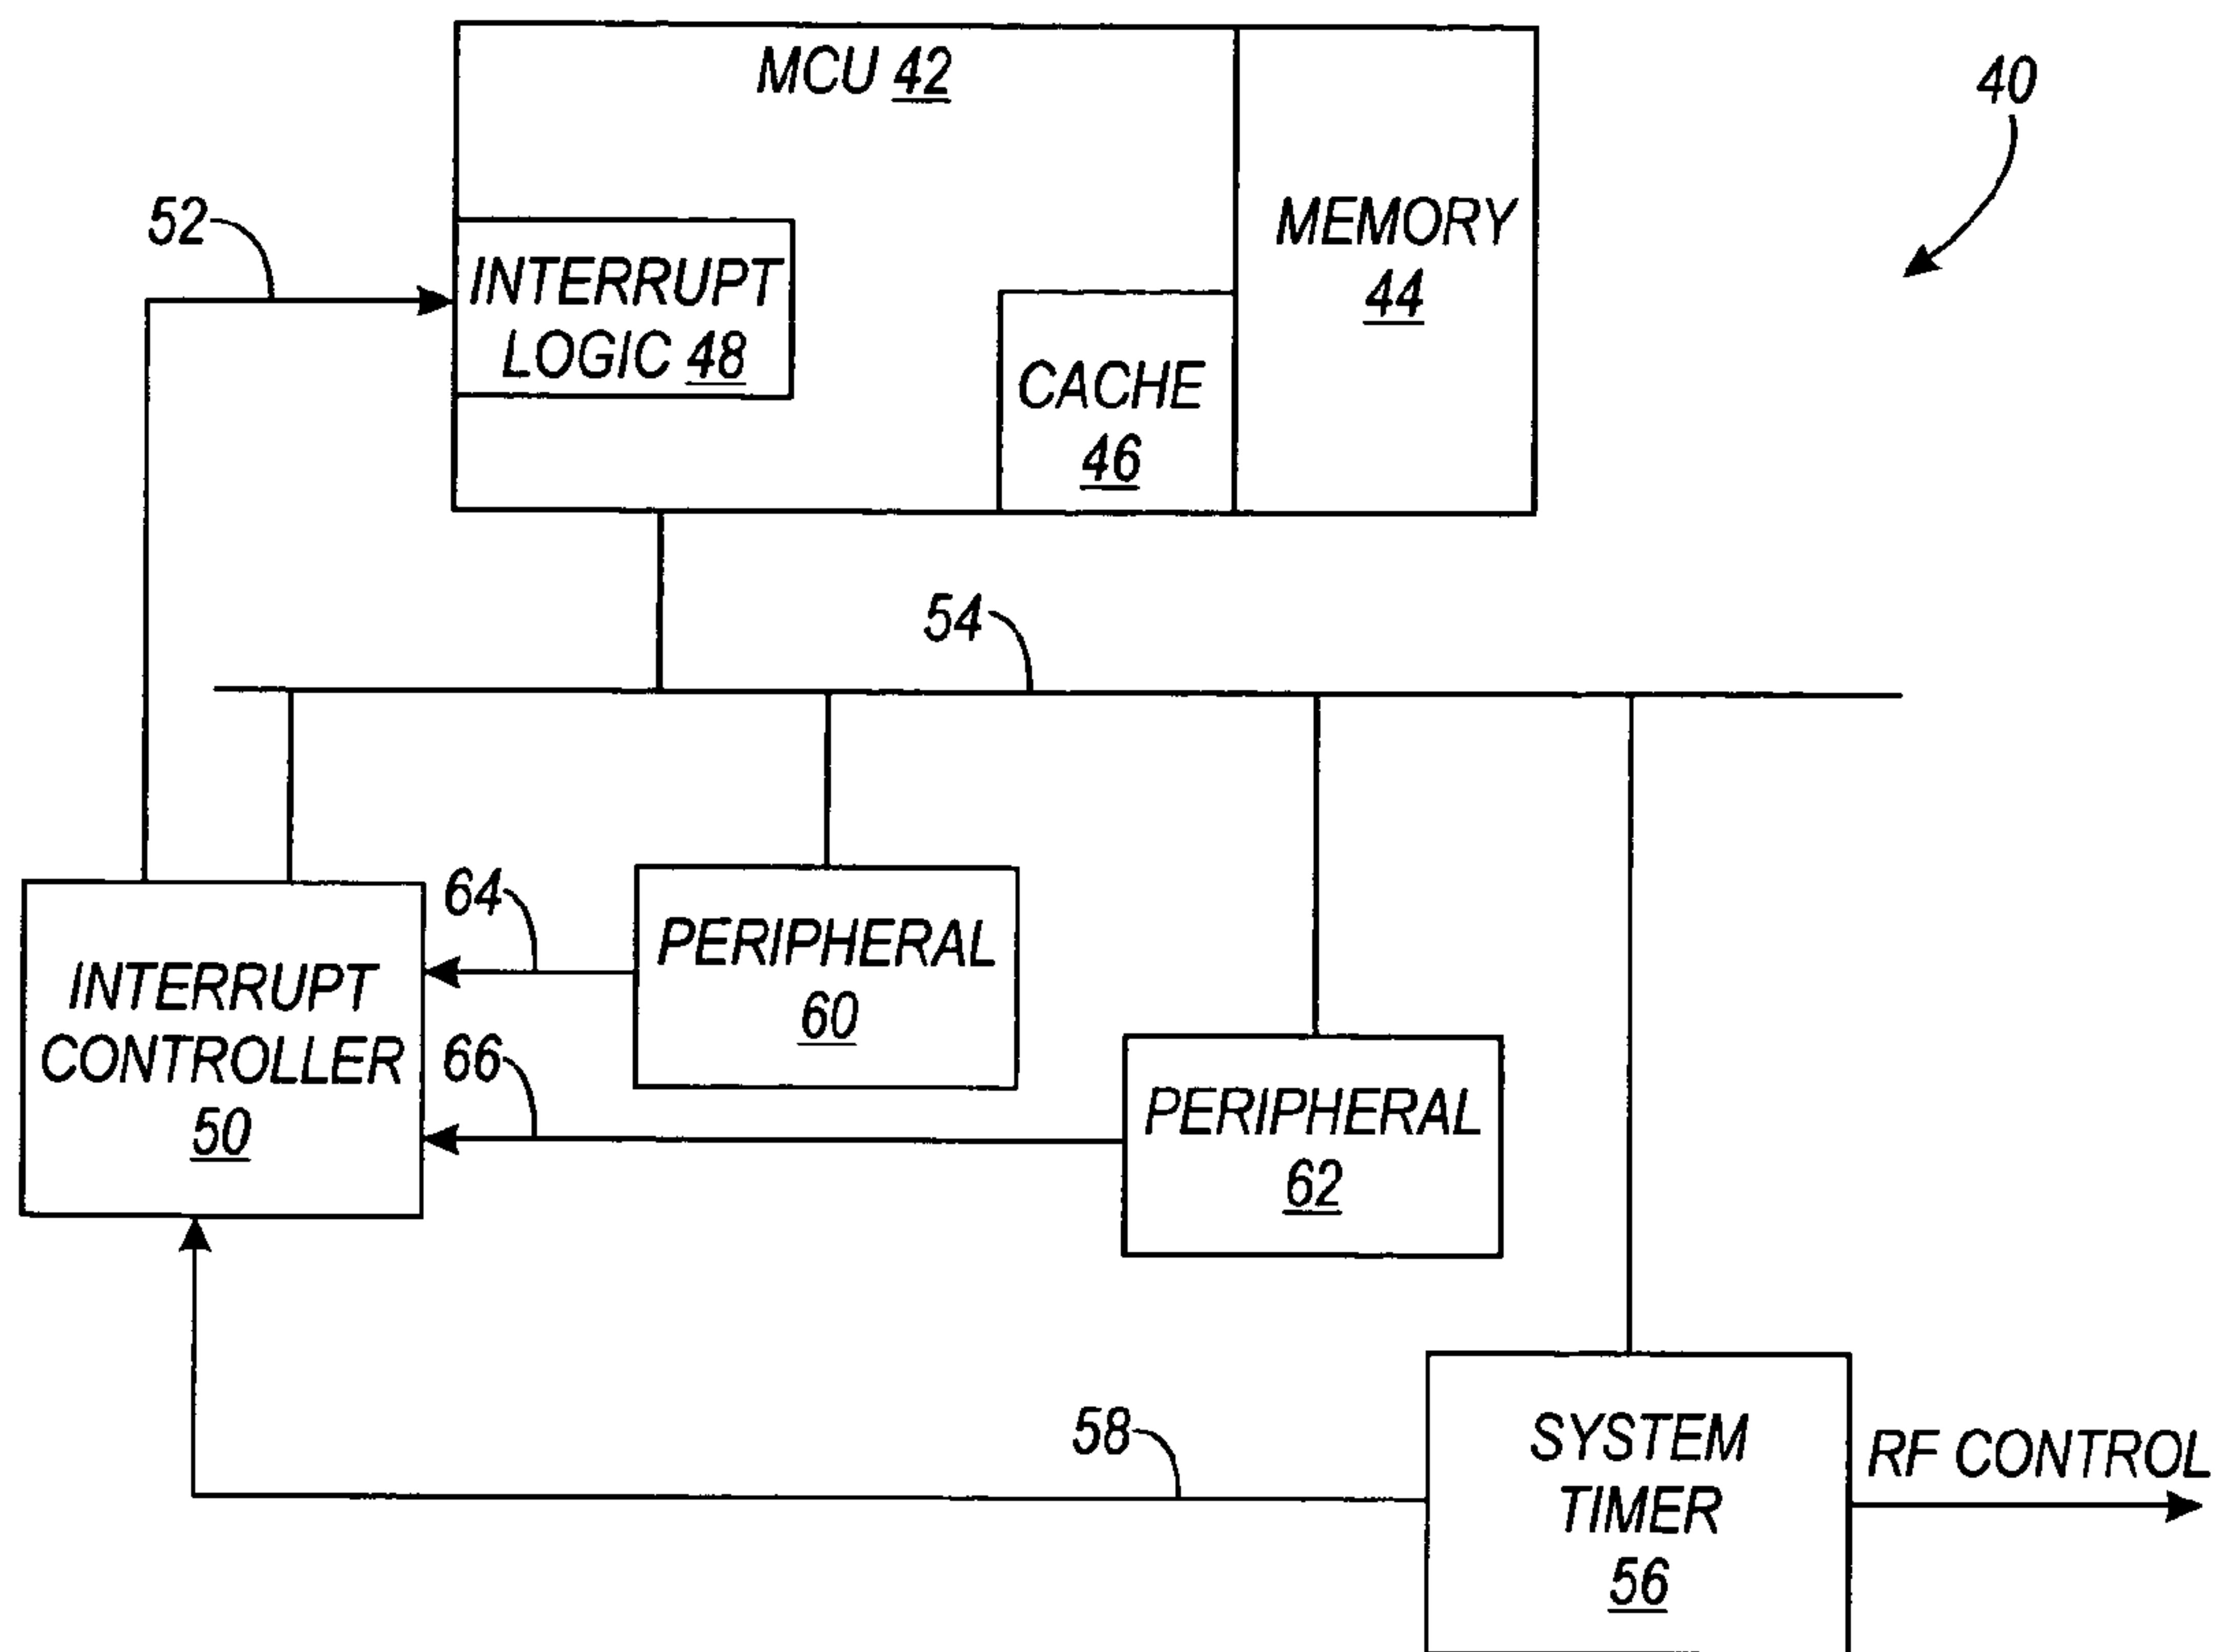 MCU 42
40
52
MEMORY
44
INTERRUPT
LOGIC 48
CACHE
46
54
64
PERIPHERAL
60
INTERRUPT
CONTROLLER
50
66
PERIPHERAL
62
58
SYSTEM
TIMER
56
RF CONTROL